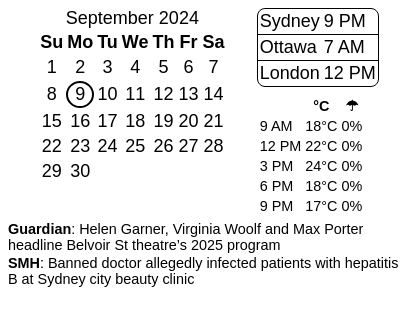 September 2024
Su Mo Tu We Th Fr Sa
1 2 3 4 5 6 7
8 9 10 11 12 13 14
15 16 17 18 19 20 21
22 23 24 25 26 27 28
29 30
Sydney 9 PM
Ottawa 7 AM
London 12 PM
°C ☂
9 AM 18°C 0%
12 PM 22°C 0%
3 PM 24°C 0%
6 PM 18°C 0%
9 PM 17°C 0%
Guardian: Helen Garner, Virginia Woolf and Max Porter
headline Belvoir St theatre’s 2025 program
SMH: Banned doctor allegedly infected patients with hepatitis
B at Sydney city beauty clinic